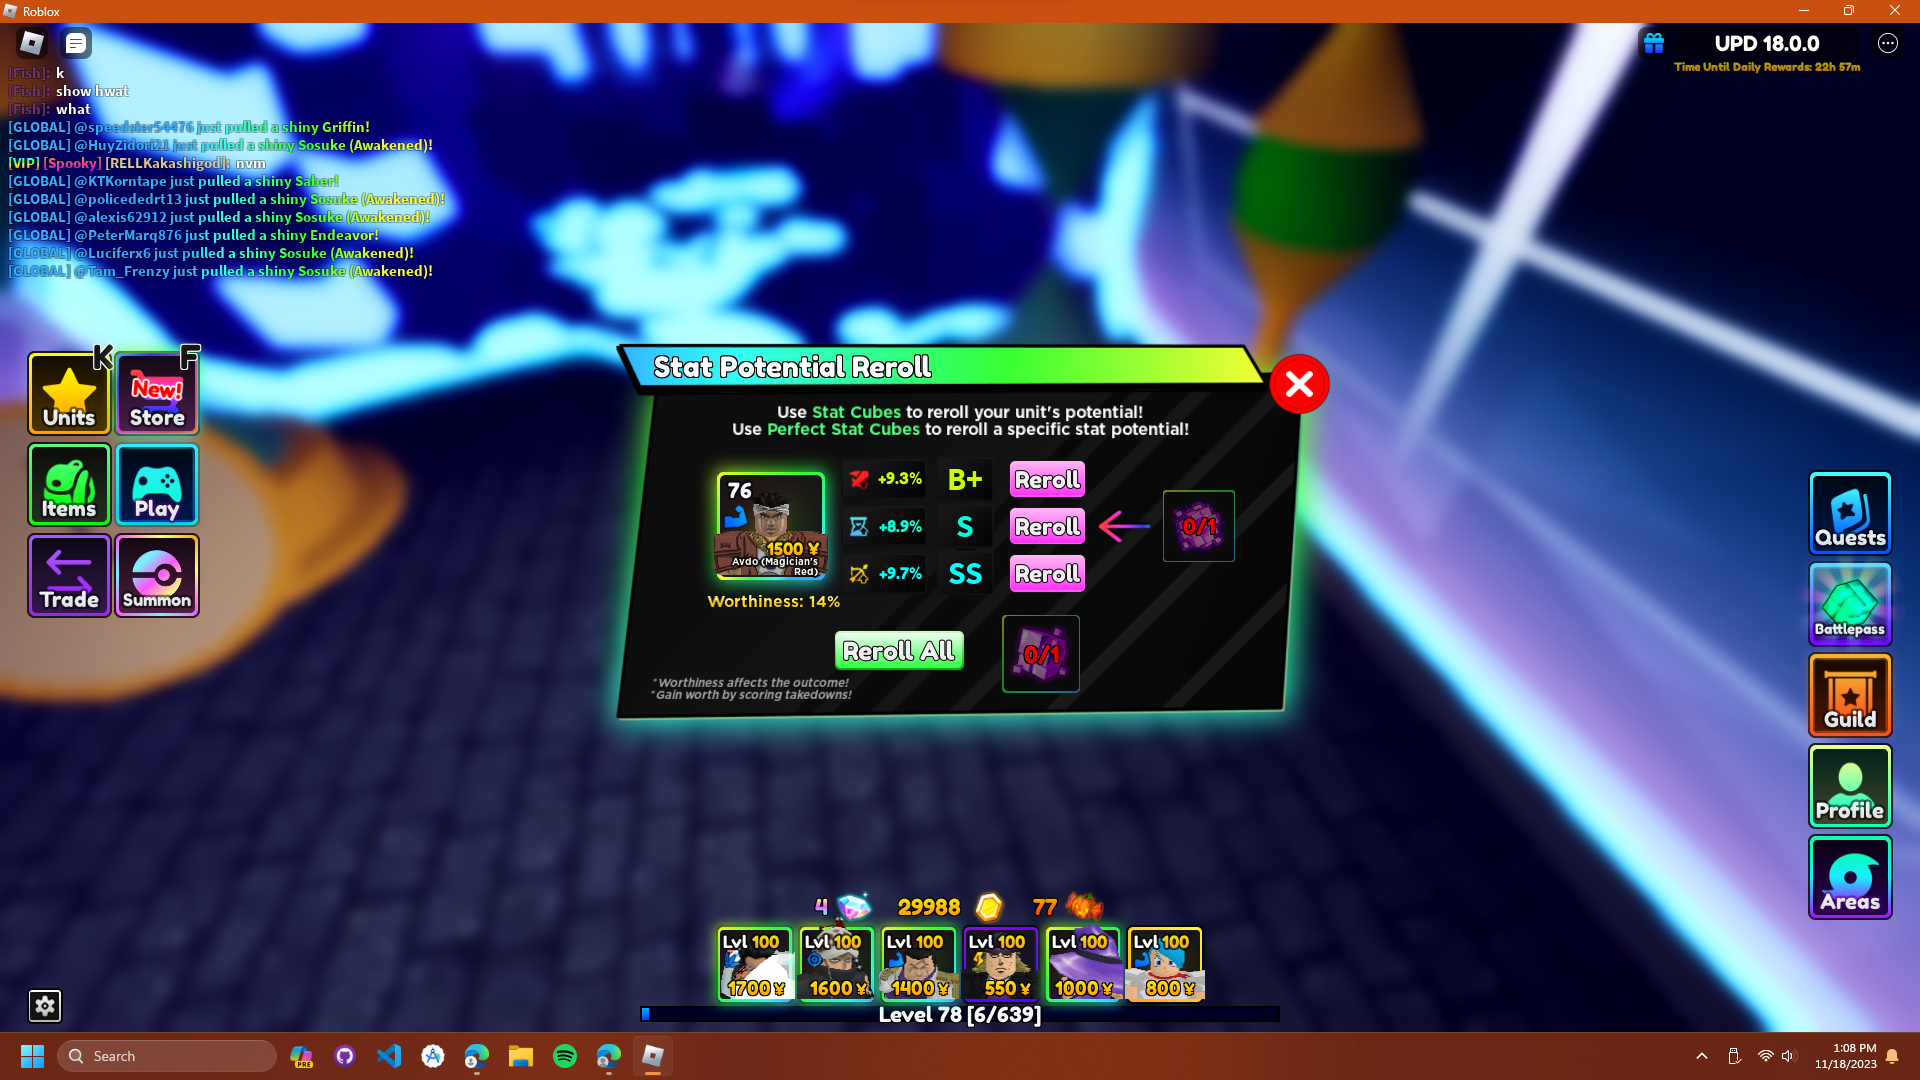 Roblox
UPD 18.0.0
Time Until Daily Rewards: 22h 57m
[Fish]: k
[Fish]: show hwat
[Fish]: what
[GLOBAL] @speedster54476 just pulled a shiny Griffin!
[GLOBAL] @HuyZidori21 just pulled a shiny Sosuke (Awakened)!
[VIP] [Spooky] [RELLKakashigod]: nvm
[GLOBAL] @KTKorntape just pulled a shiny Saber!
[GLOBAL] @policededrt13 just pulled a shiny Sosuke (Awakened)!
[GLOBAL] @alexis62912 just pulled a shiny Sosuke (Awakened)!
[GLOBAL] @PeterMarq876 just pulled a shiny Endeavor!
[GLOBAL] @Luciferx6 just pulled a shiny Sosuke (Awakened)!
[GLOBAL] @Tam_Frenzy just pulled a shiny Sosuke (Awakened)!
K
F
Units
New!
Store
Items
Play
Trade
Summon
Stat Potential Reroll
Use Stat Cubes to reroll your unit's potential!
Use Perfect Stat Cubes to reroll a specific stat potential!
76
1500 ¥
Avdo (Magician's
Red)
Worthiness: 14%
+9.3% B+ Reroll
+8.9% S Reroll
0/1
+9.7% SS Reroll
Reroll All
0/1
*Worthiness affects the outcome!
*Gain worth by scoring takedowns!
Quests
Battlepass
Guild
Profile
Areas
4 29988 77
Lvl 100 Lvl 100 Lvl 100 Lvl 100 Lvl 100 Lvl 100
1700 ¥ 1600 ¥ 1400 ¥ 550 ¥ 1000 ¥ 800 ¥
Level 78 [6/639]
Search
PRE
1:08 PM
11/18/2023